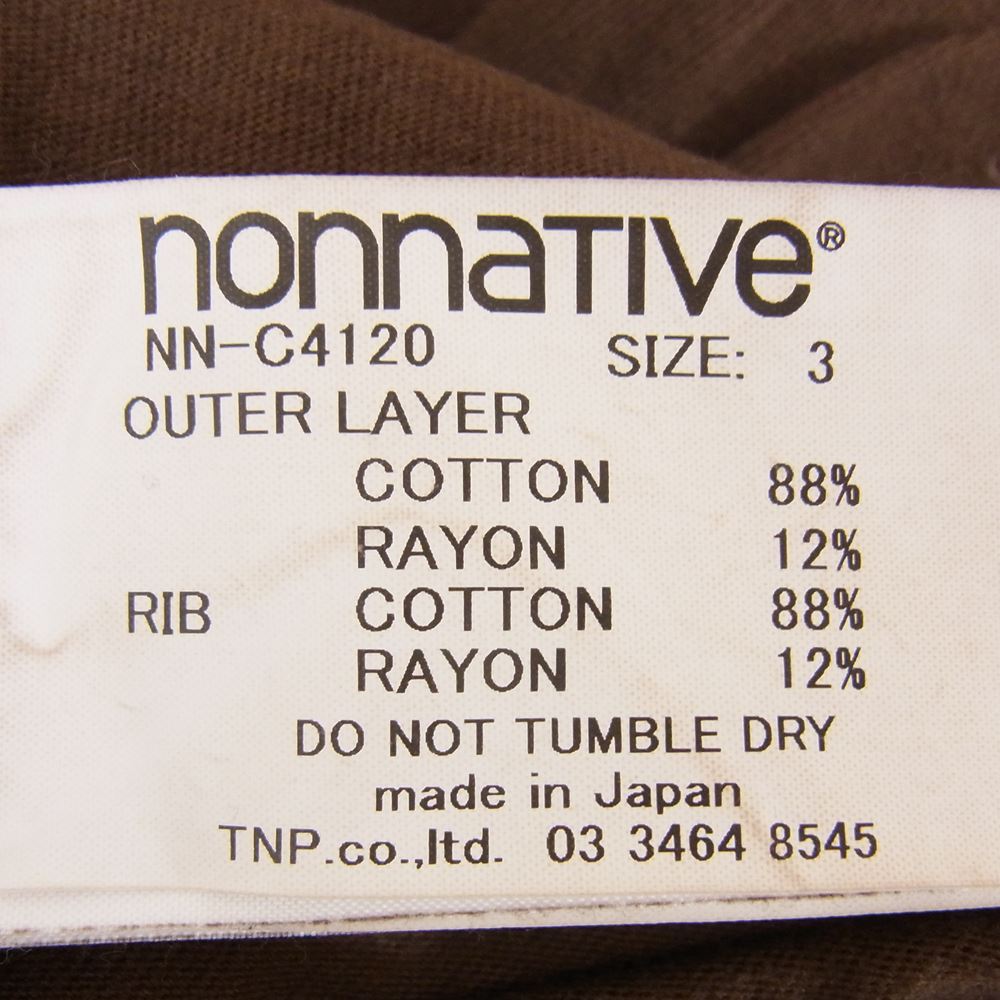 nonnaTIVe®
NN-C4120 SIZE: 3
OUTER LAYER
COTTON 88%
RAYON 12%
RIB COTTON 88%
RAYON 12%
DO NOT TUMBLE DRY
made in Japan
TNP.co.,ltd. 03 3464 8545